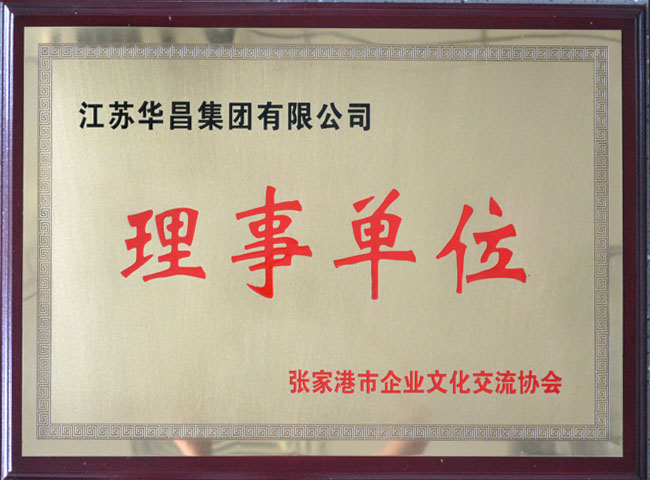 江苏华昌集团有限公司
理事单位
张家港市企业文化交流协会